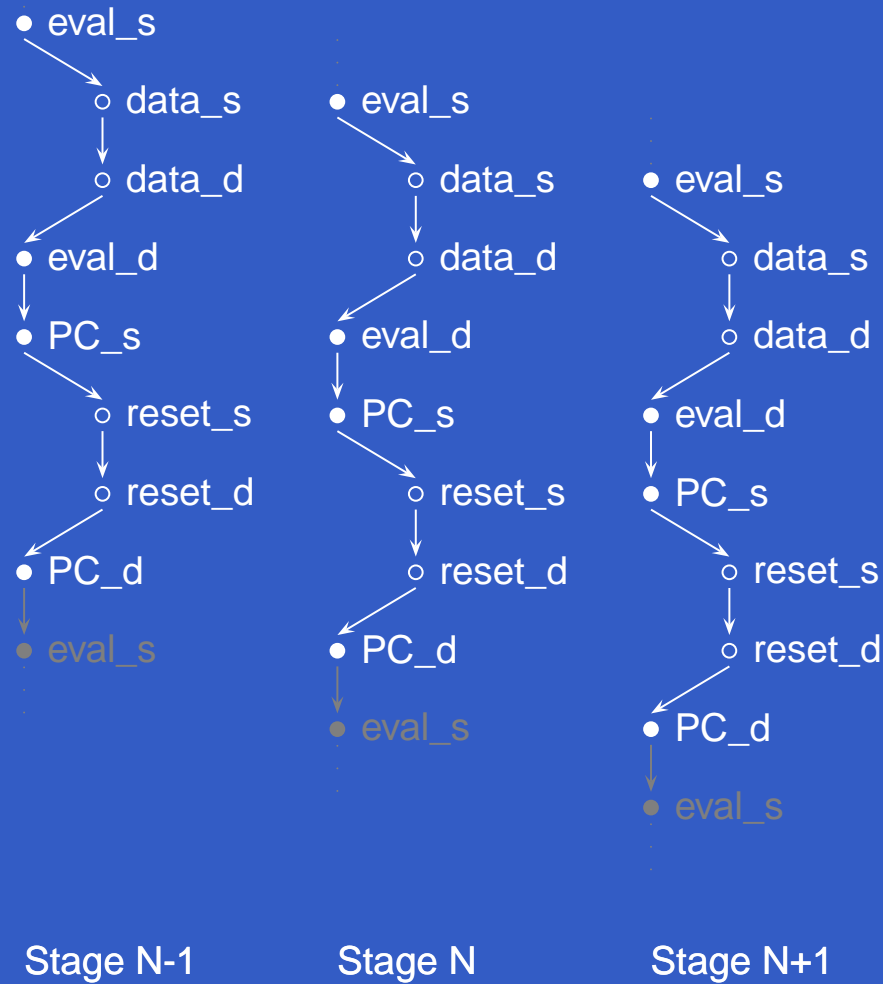 eval_s
data_s
data_d
eval_d
PC_s
reset_s
reset_d
PC_d
eval_s
Stage N-1
eval_s
data_s
data_d
eval_d
PC_s
reset_s
reset_d
PC_d
eval_s
Stage N
eval_s
data_s
data_d
eval_d
PC_s
reset_s
reset_d
PC_d
eval_s
Stage N+1